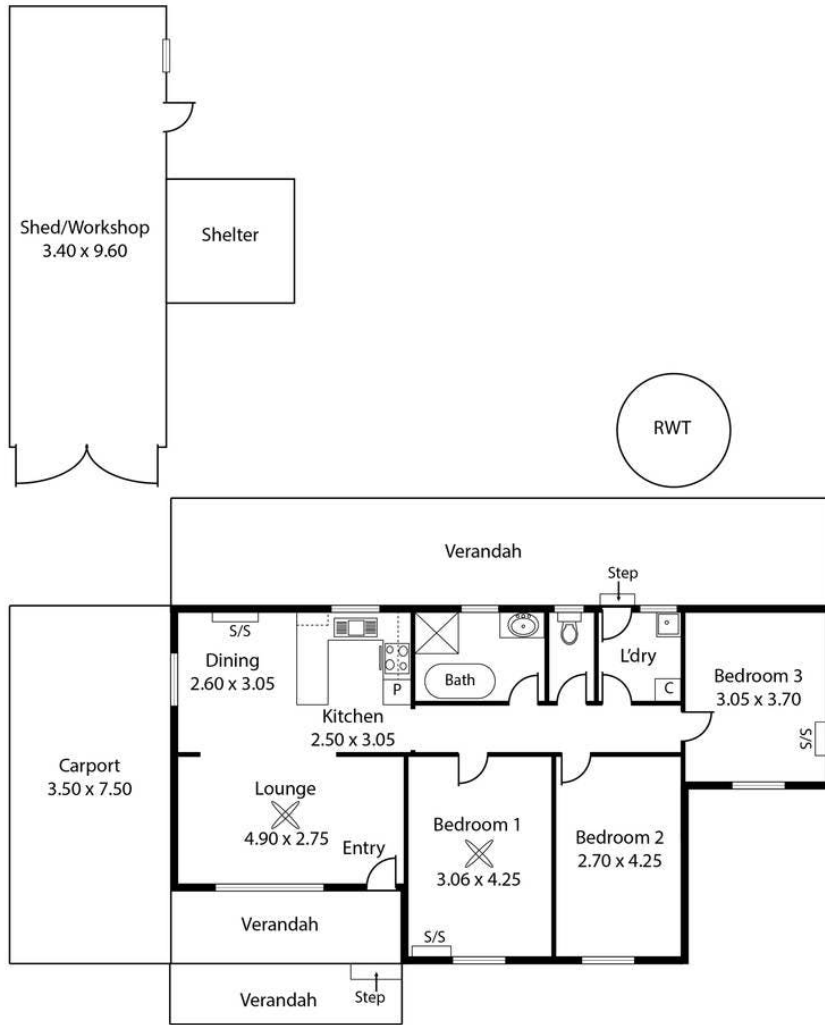 Shed/Workshop
3.40 x 9.60
Shelter
RWT
Verandah
Step
S/S
Dining
2.60 x 3.05
P
Kitchen
2.50 x 3.05
Bath
L'dry
C
Bedroom 3
3.05 x 3.70
S/S
Carport
3.50 x 7.50
Lounge
4.90 x 2.75
Entry
Bedroom 1
3.06 x 4.25
S/S
Bedroom 2
2.70 x 4.25
Verandah
Verandah
Step